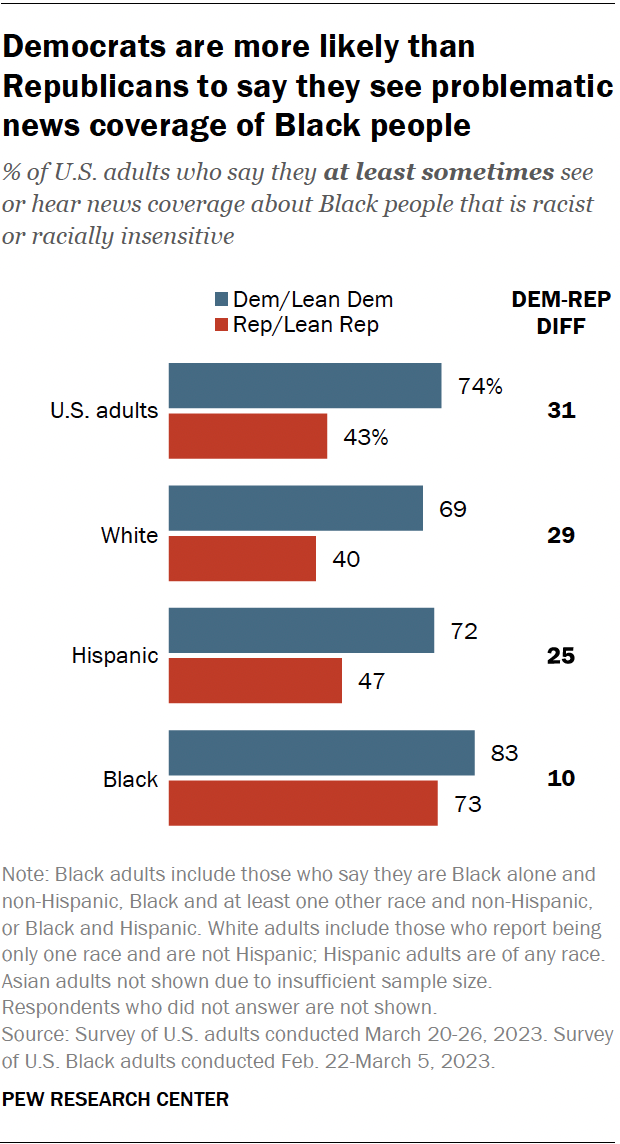 Democrats are more likely than
Republicans to say they see problematic
news coverage of Black people
% of U.S. adults who say they at least sometimes see
or hear news coverage about Black people that is racist
or racially insensitive
Dem/Lean Dem
Rep/Lean Rep
DEM-REP
DIFF
U.S. adults
74%
43%
31
White
69
40
29
Hispanic
72
47
25
Black
83
73
10
Note: Black adults include those who say they are Black alone and
non-Hispanic, Black and at least one other race and non-Hispanic,
or Black and Hispanic. White adults include those who report being
only one race and are not Hispanic; Hispanic adults are of any race.
Asian adults not shown due to insufficient sample size.
Respondents who did not answer are not shown.
Source: Survey of U.S. adults conducted March 20-26, 2023. Survey
of U.S. Black adults conducted Feb. 22-March 5, 2023.
PEW RESEARCH CENTER